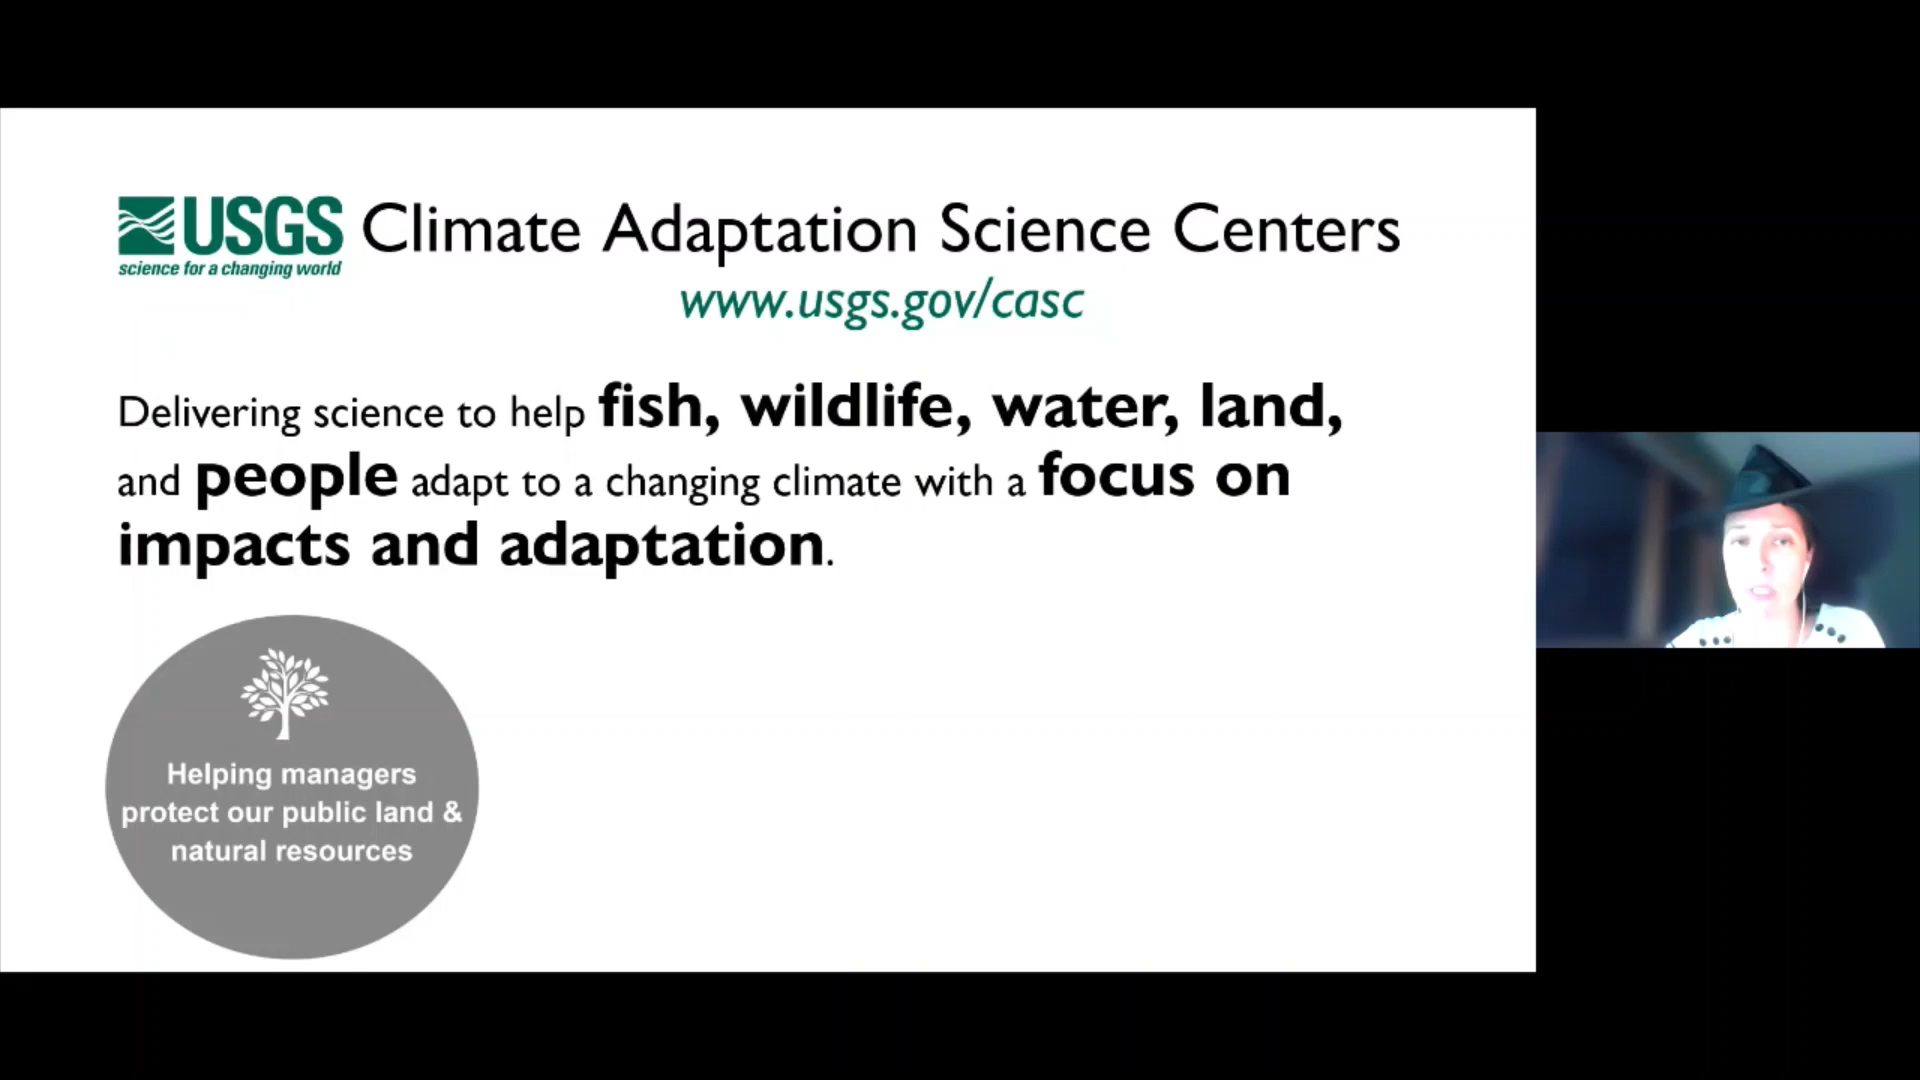 USGS Climate Adaptation Science Centers
science for a changing world
www.usgs.gov/casc
Delivering science to help fish, wildlife, water, land,
and people adapt to a changing climate with a focus on
impacts and adaptation.
Helping managers
protect our public land &
natural resources